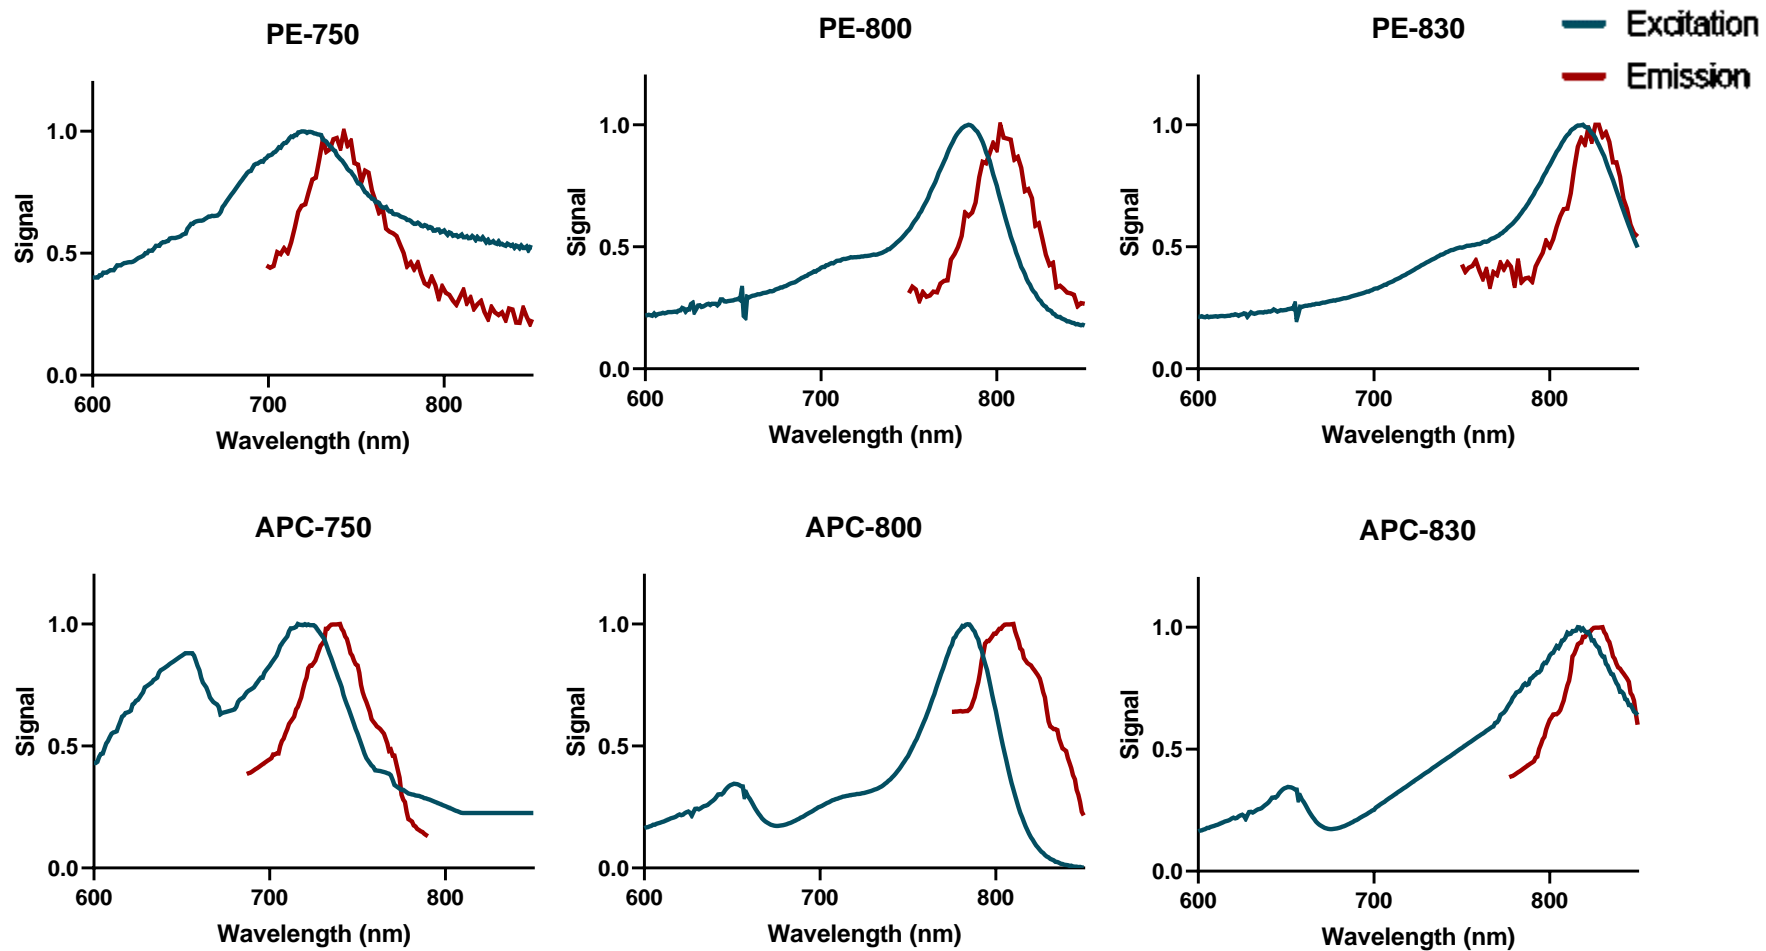 PE-750
PE-800
PE-830
Excitation
Emission
Signal
1.0
0.5
0.0
600
700
800
Wavelength (nm)
Signal
1.0
0.5
0.0
600
700
800
Wavelength (nm)
Signal
1.0
0.5
0.0
600
700
800
Wavelength (nm)
APC-750
APC-800
APC-830
Signal
1.0
0.5
0.0
600
700
800
Wavelength (nm)
Signal
1.0
0.5
0.0
600
700
800
Wavelength (nm)
Signal
1.0
0.5
0.0
600
700
800
Wavelength (nm)